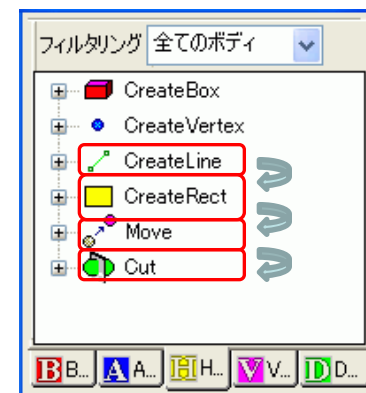 フィルタリング 全てのボディ
CreateBox
CreateVertex
CreateLine
CreateRect
Move
Cut
B B... A A... H H... V V... D D...